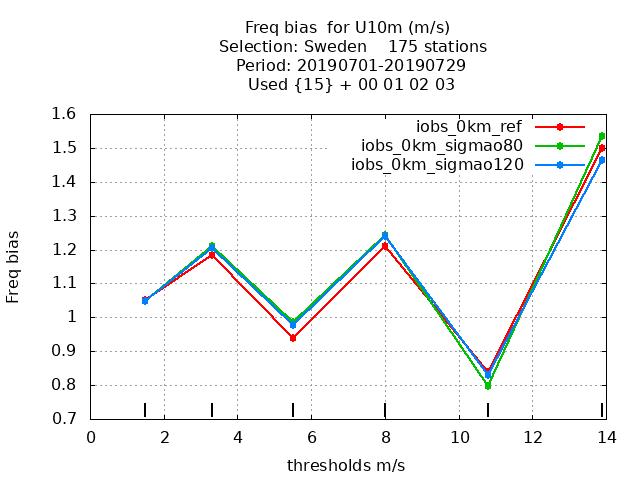 Freq bias  for U10m (m/s)
Selection: Sweden    175 stations
Period: 20190701-20190729
Used {15} + 00 01 02 03
iobs_0km_ref
iobs_0km_sigmao80
iobs_0km_sigmao120
Freq bias
1.6
1.5
1.4
1.3
1.2
1.1
1
0.9
0.8
0.7
0 2 4 6 8 10 12 14
thresholds m/s